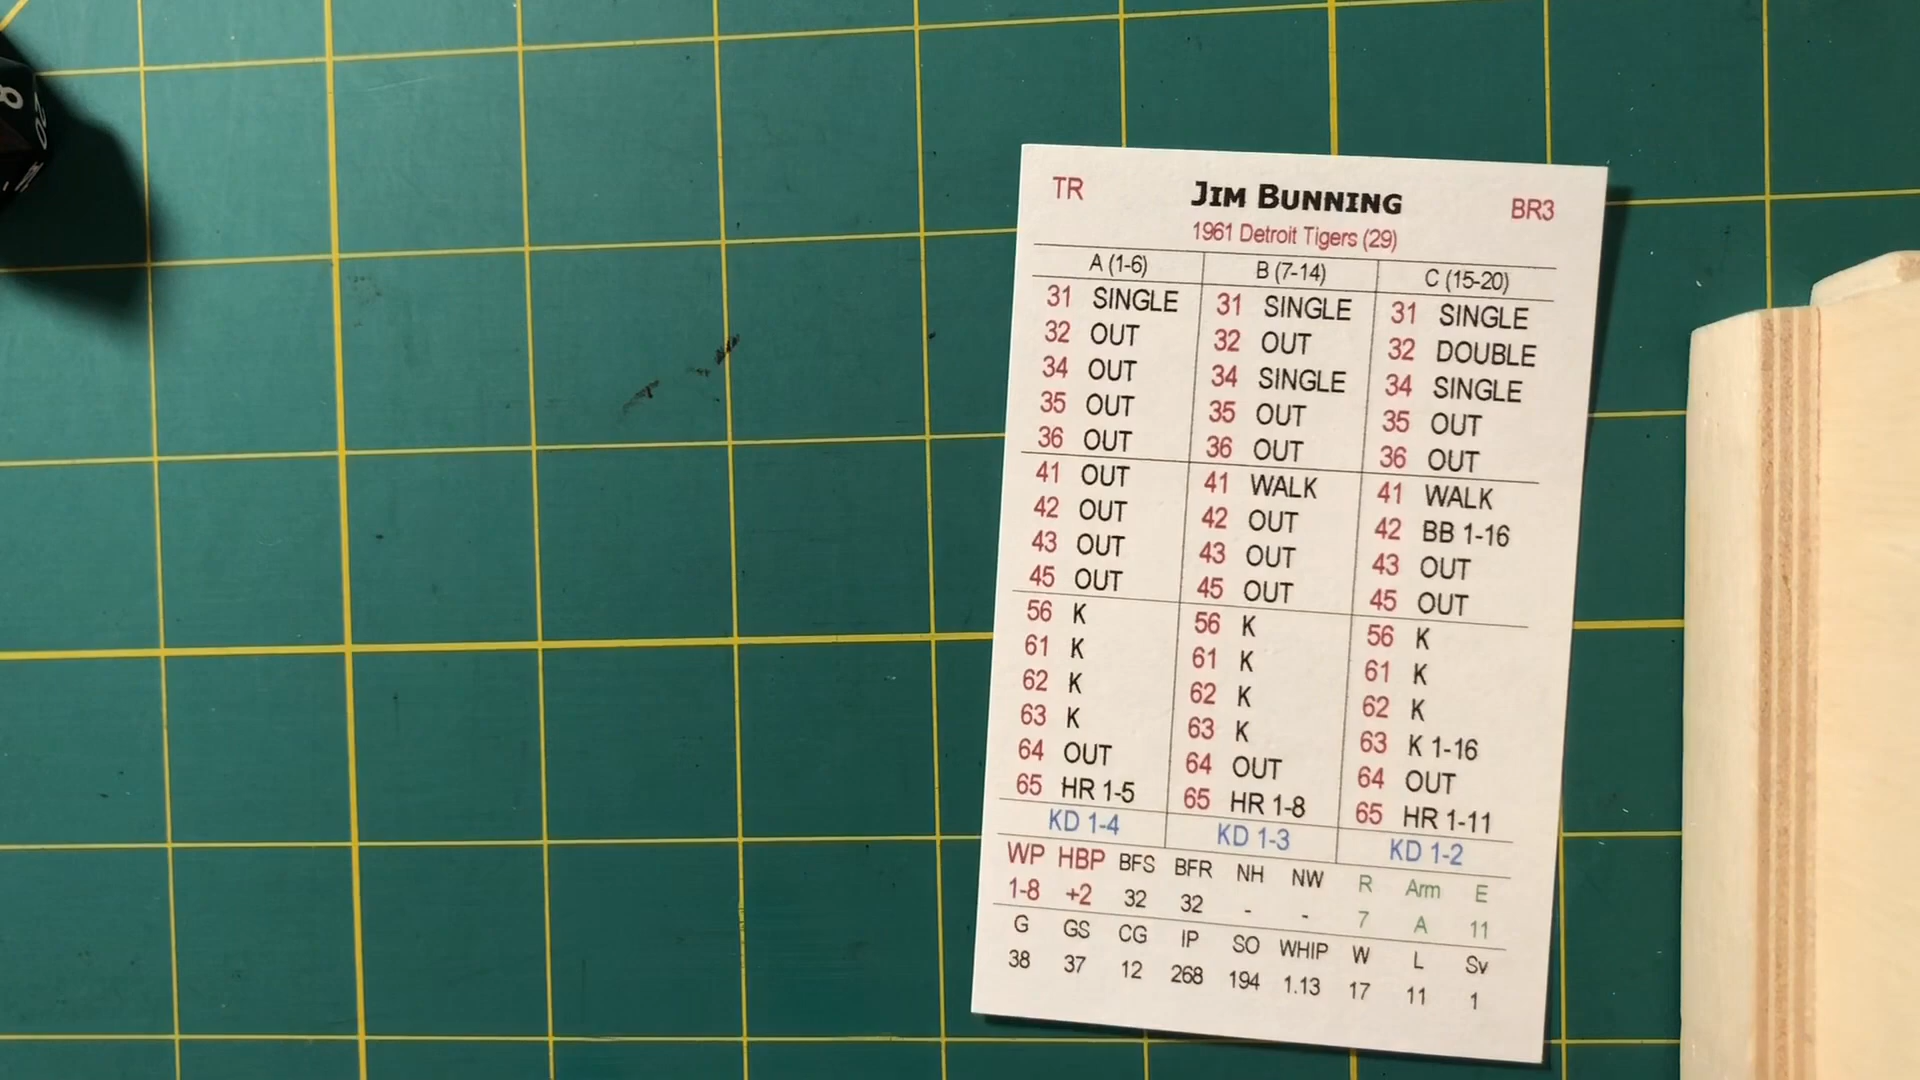 TR JIM BUNNING BR3
1961 Detroit Tigers (29)
A (1-6) B (7-14) C (15-20)
31 SINGLE 31 SINGLE 31 SINGLE
32 OUT 32 OUT 32 DOUBLE
34 OUT 34 SINGLE 34 SINGLE
35 OUT 35 OUT 35 OUT
36 OUT 36 OUT 36 OUT
41 OUT 41 WALK 41 WALK
42 OUT 42 OUT 42 BB 1-16
43 OUT 43 OUT 43 OUT
45 OUT 45 OUT 45 OUT
56 K 56 K 56 K
61 K 61 K 61 K
62 K 62 K 62 K
63 K 63 K 63 K 1-16
64 OUT 64 OUT 64 OUT
65 HR 1-5 65 HR 1-8 65 HR 1-11
KD 1-4 KD 1-3 KD 1-2
WP HBP BFS BFR NH NW R Arm E
1-8 +2 32 32 - - 7 A 11
G GS CG IP SO WHIP W L Sv
38 37 12 268 194 1.13 17 11 1
8
20